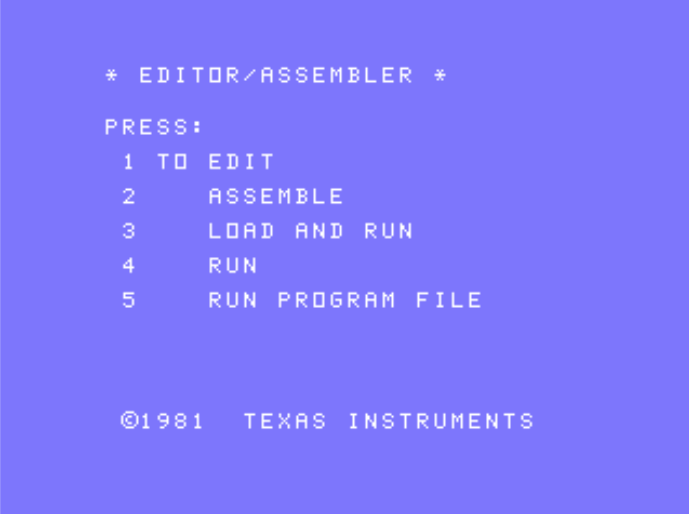 * EDITOR/ASSEMBLER *
PRESS:
1 TO EDIT
2 ASSEMBLE
3 LOAD AND RUN
4 RUN
5 RUN PROGRAM FILE
©1981 TEXAS INSTRUMENTS